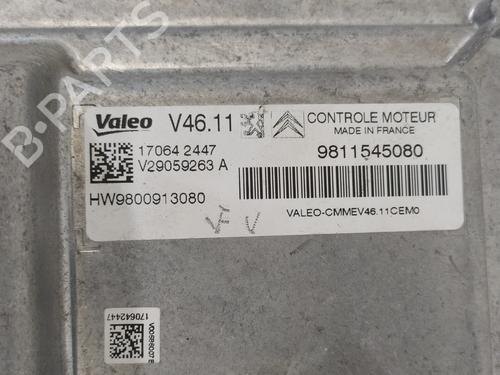 B-PARTS
Valeo V46.11 CONTROLE MOTEUR
MADE IN FRANCE
17064 2447
V29059263 A
9811545080
HW9800913080
VALEO-CMMEV46.11CEM0
170642447